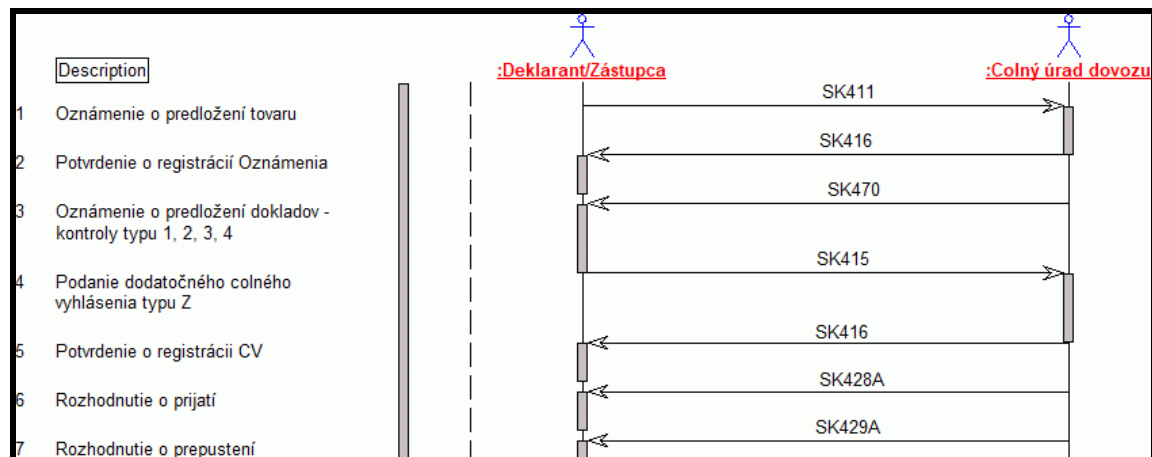 Description
:Deklarant/Zástupca
:Colný úrad dovozu
SK411
1 Oznámenie o predložení tovaru
SK416
2 Potvrdenie o registrácií Oznámenia
SK470
3 Oznámenie o predložení dokladov -
kontroly typu 1, 2, 3, 4
SK415
4 Podanie dodatočného colného
vyhlásenia typu Z
SK416
5 Potvrdenie o registrácii CV
SK428A
6 Rozhodnutie o prijatí
SK429A
7 Rozhodnutie o prepustení